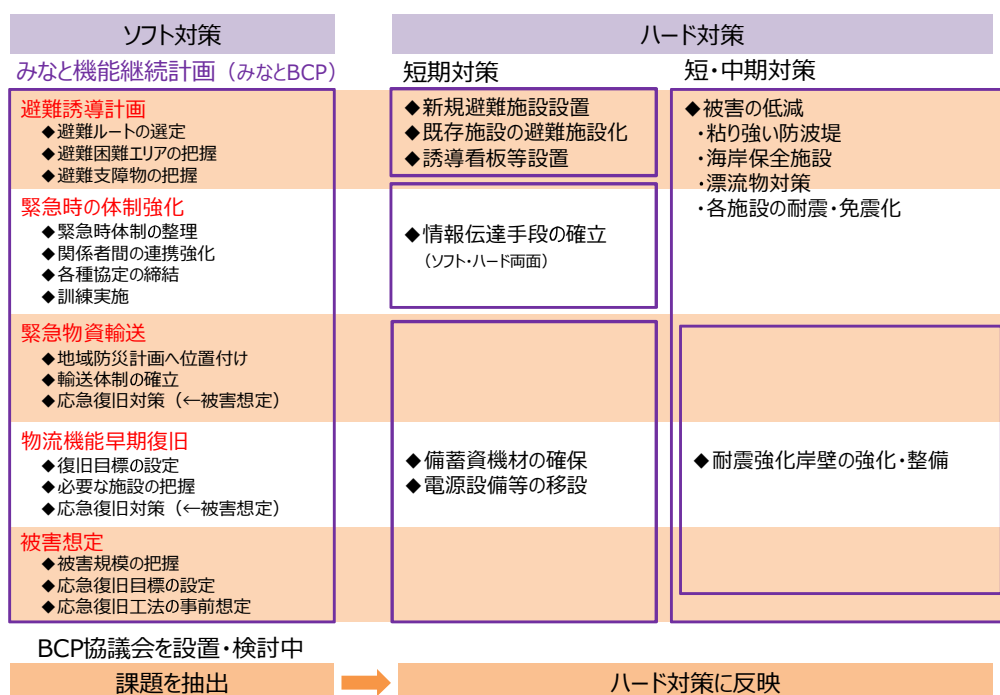 ソフト対策
みなと機能継続計画（みなとBCP）
避難誘導計画
◆避難ルートの選定
◆避難困難エリアの把握
◆避難支障物の把握
緊急時の体制強化
◆緊急時体制の整理
◆関係者間の連携強化
◆各種協定の締結
◆訓練実施
緊急物資輸送
◆地域防災計画へ位置付け
◆輸送体制の確立
◆応急復旧対策（←被害想定）
物流機能早期復旧
◆復旧目標の設定
◆必要な施設の把握
◆応急復旧対策（←被害想定）
被害想定
◆被害規模の把握
◆応急復旧目標の設定
◆応急復旧工法の事前想定
BCP協議会を設置・検討中
課題を抽出
ハード対策
短期対策
◆新規避難施設設置
◆既存施設の避難施設化
◆誘導看板等設置
◆情報伝達手段の確立
（ソフト・ハード両面）
◆備蓄資機材の確保
◆電源設備等の移設
短・中期対策
◆被害の低減
・粘り強い防波堤
・海岸保全施設
・漂流物対策
・各施設の耐震・免震化
◆耐震強化岸壁の強化・整備
ハード対策に反映